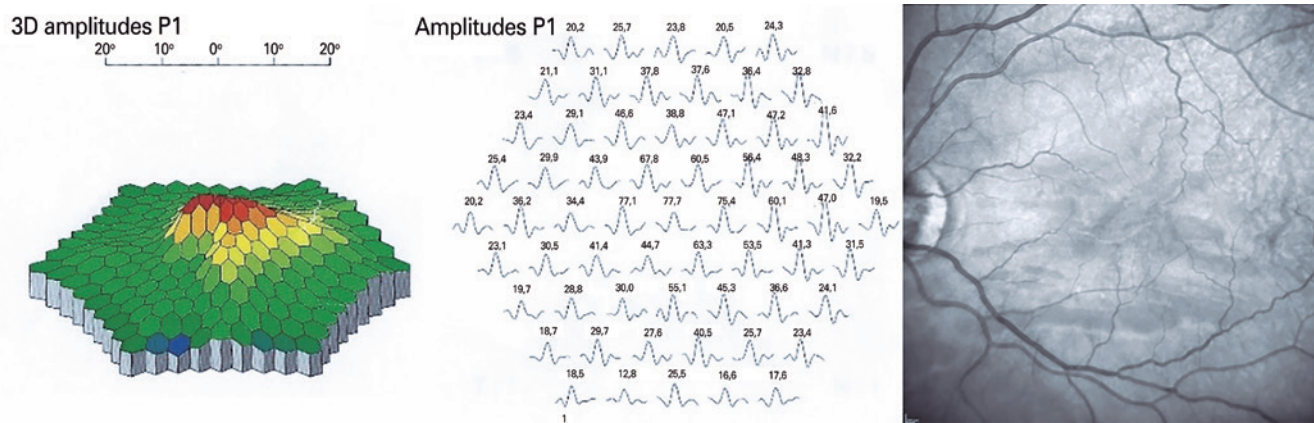 3D amplitudes P1
20° 10° 0° 10° 20°
Amplitudes P1
20,2 25,7 23,8 20,5 24,3
21,1 31,1 37,8 37,6 36,4 32,8
23,4 29,1 46,6 38,8 47,1 47,2 41,6
25,4 29,9 43,9 67,8 60,5 56,4 48,3 32,2
20,2 36,2 34,4 77,1 77,7 75,4 60,1 47,0 19,5
23,1 30,5 41,4 44,7 63,3 53,5 41,3 31,5
19,7 28,8 30,0 55,1 45,3 36,6 24,1
18,7 29,7 27,6 40,5 25,7 23,4
18,5 12,8 25,5 16,6 17,6
1